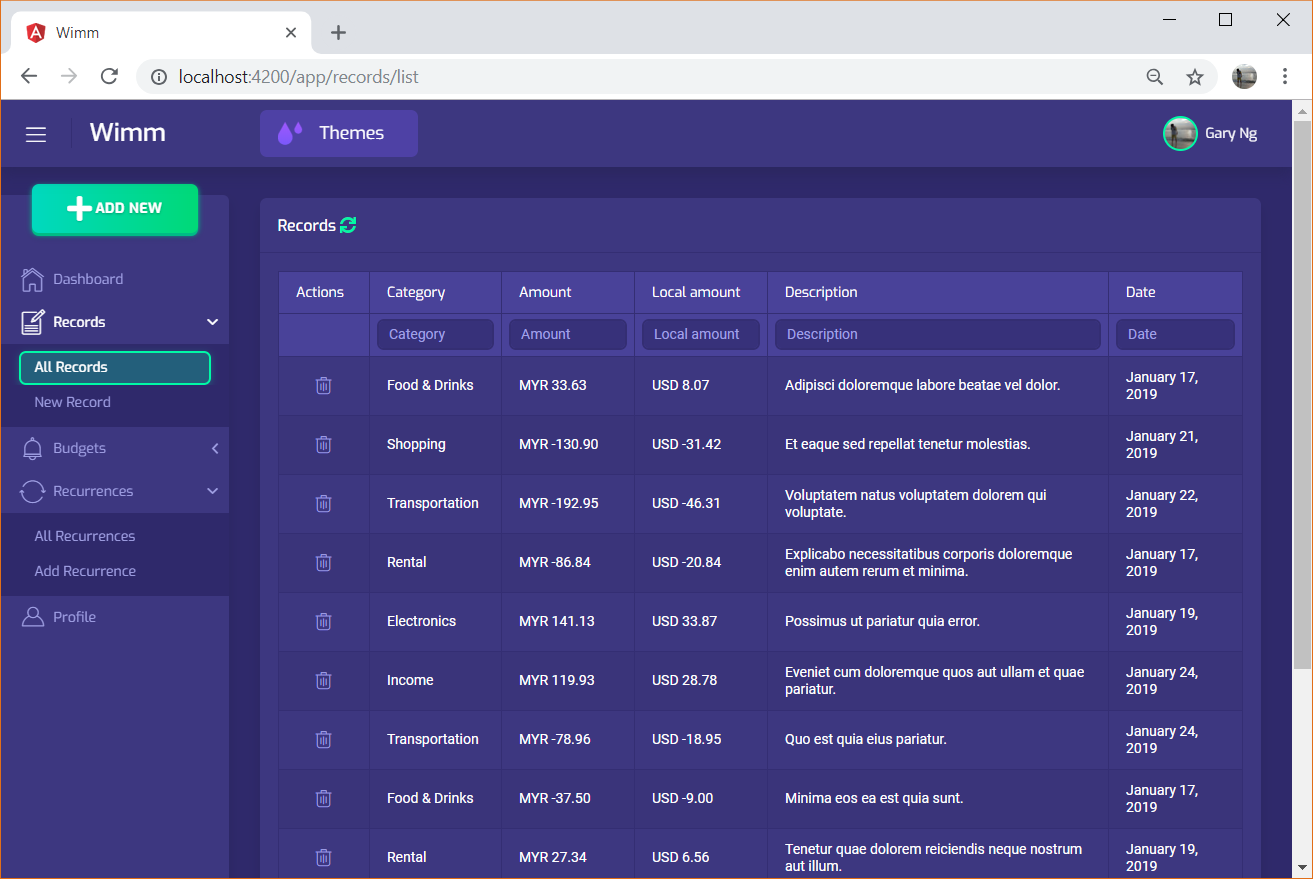 Wimm
localhost:4200/app/records/list
Wimm
Themes
Gary Ng
ADD NEW
Dashboard
Records
All Records
New Record
Budgets
Recurrences
All Recurrences
Add Recurrence
Profile
Records
Actions Category Amount Local amount Description Date
Category Amount Local amount Description Date
Food & Drinks MYR 33.63 USD 8.07 Adipisci doloremque labore beatae vel dolor. January 17,
2019
Shopping MYR -130.90 USD -31.42 Et eaque sed repellat tenetur molestias. January 21,
2019
Transportation MYR -192.95 USD -46.31 Voluptatem natus voluptatem dolorem qui January 22,
voluptate. 2019
Rental MYR -86.84 USD -20.84 Explicabo necessitatibus corporis doloremque January 17,
enim autem rerum et minima. 2019
Electronics MYR 141.13 USD 33.87 Possimus ut pariatur quia error. January 19,
2019
Income MYR 119.93 USD 28.78 Eveniet cum doloremque quos aut ullam et quae January 24,
pariatur. 2019
Transportation MYR -78.96 USD -18.95 Quo est quia eius pariatur. January 24,
2019
Food & Drinks MYR -37.50 USD -9.00 Minima eos ea est quia sunt. January 17,
2019
Rental MYR 27.34 USD 6.56 Tenetur quae dolorem reiciendis neque nostrum January 19,
aut illum. 2019